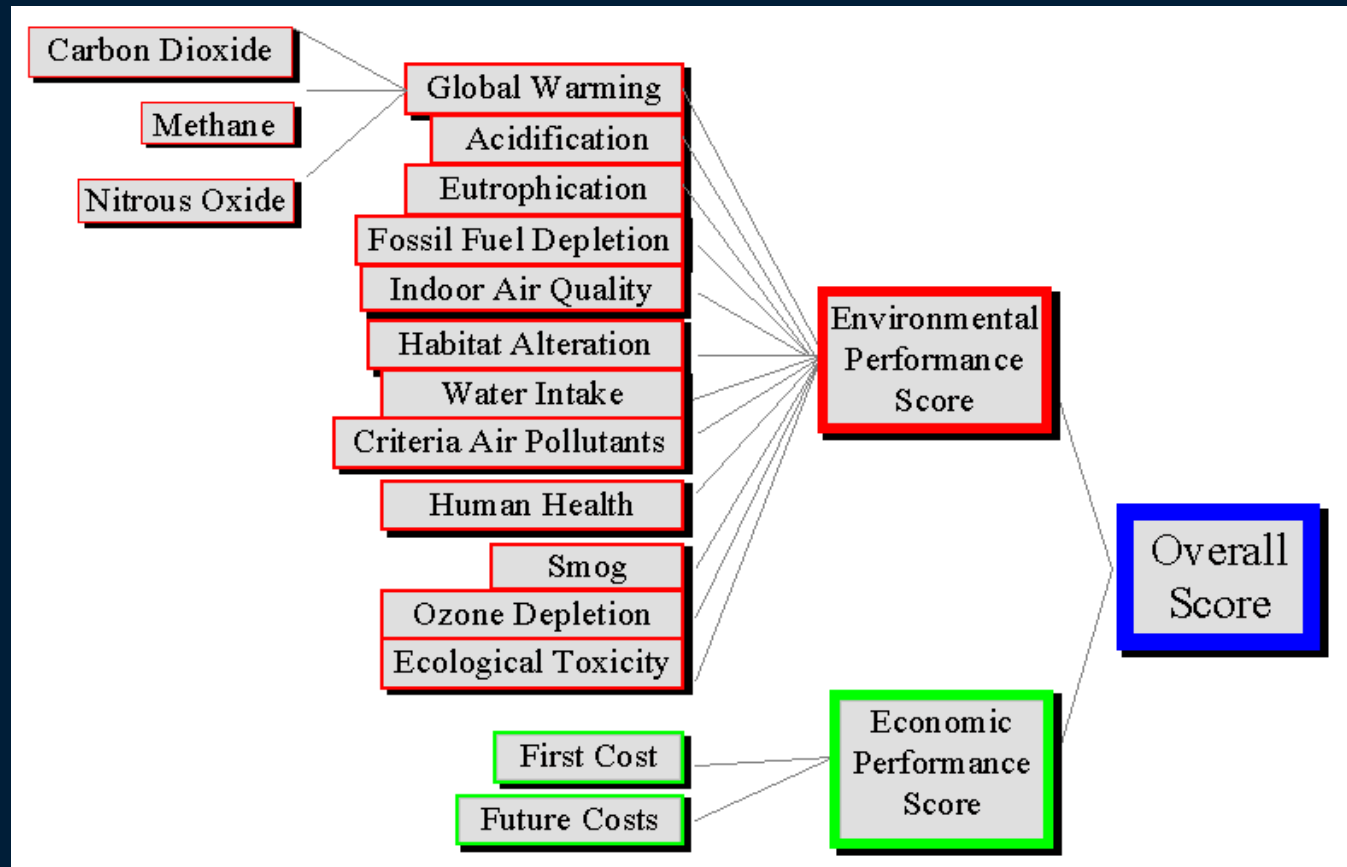 Carbon Dioxide
Methane
Nitrous Oxide
Global Warming
Acidification
Eutrophication
Fossil Fuel Depletion
Indoor Air Quality
Habitat Alteration
Water Intake
Criteria Air Pollutants
Human Health
Smog
Ozone Depletion
Ecological Toxicity
First Cost
Future Costs
Environmental
Performance
Score
Economic
Performance
Score
Overall
Score